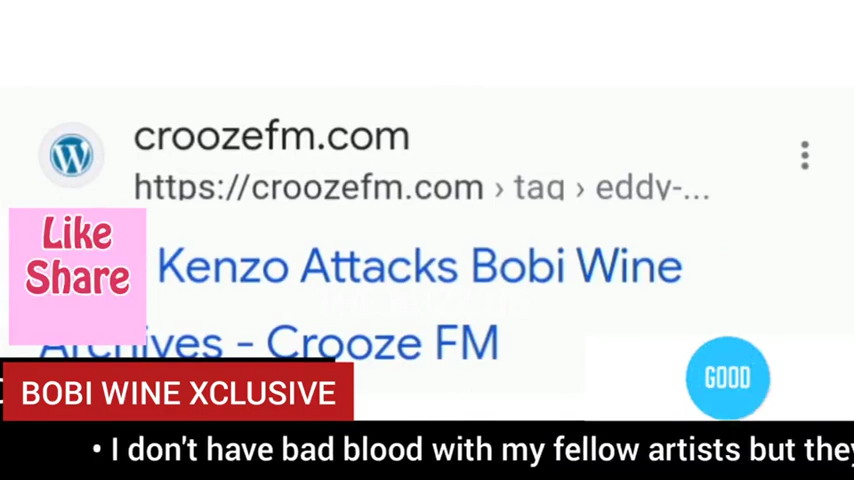 croozefm.com
https://croozefm.com › tag › eddy-...
Like
Share
Kenzo Attacks Bobi Wine
Archives - Crooze FM
GOOD
BOBI WINE XCLUSIVE
• I don't have bad blood with my fellow artists but they